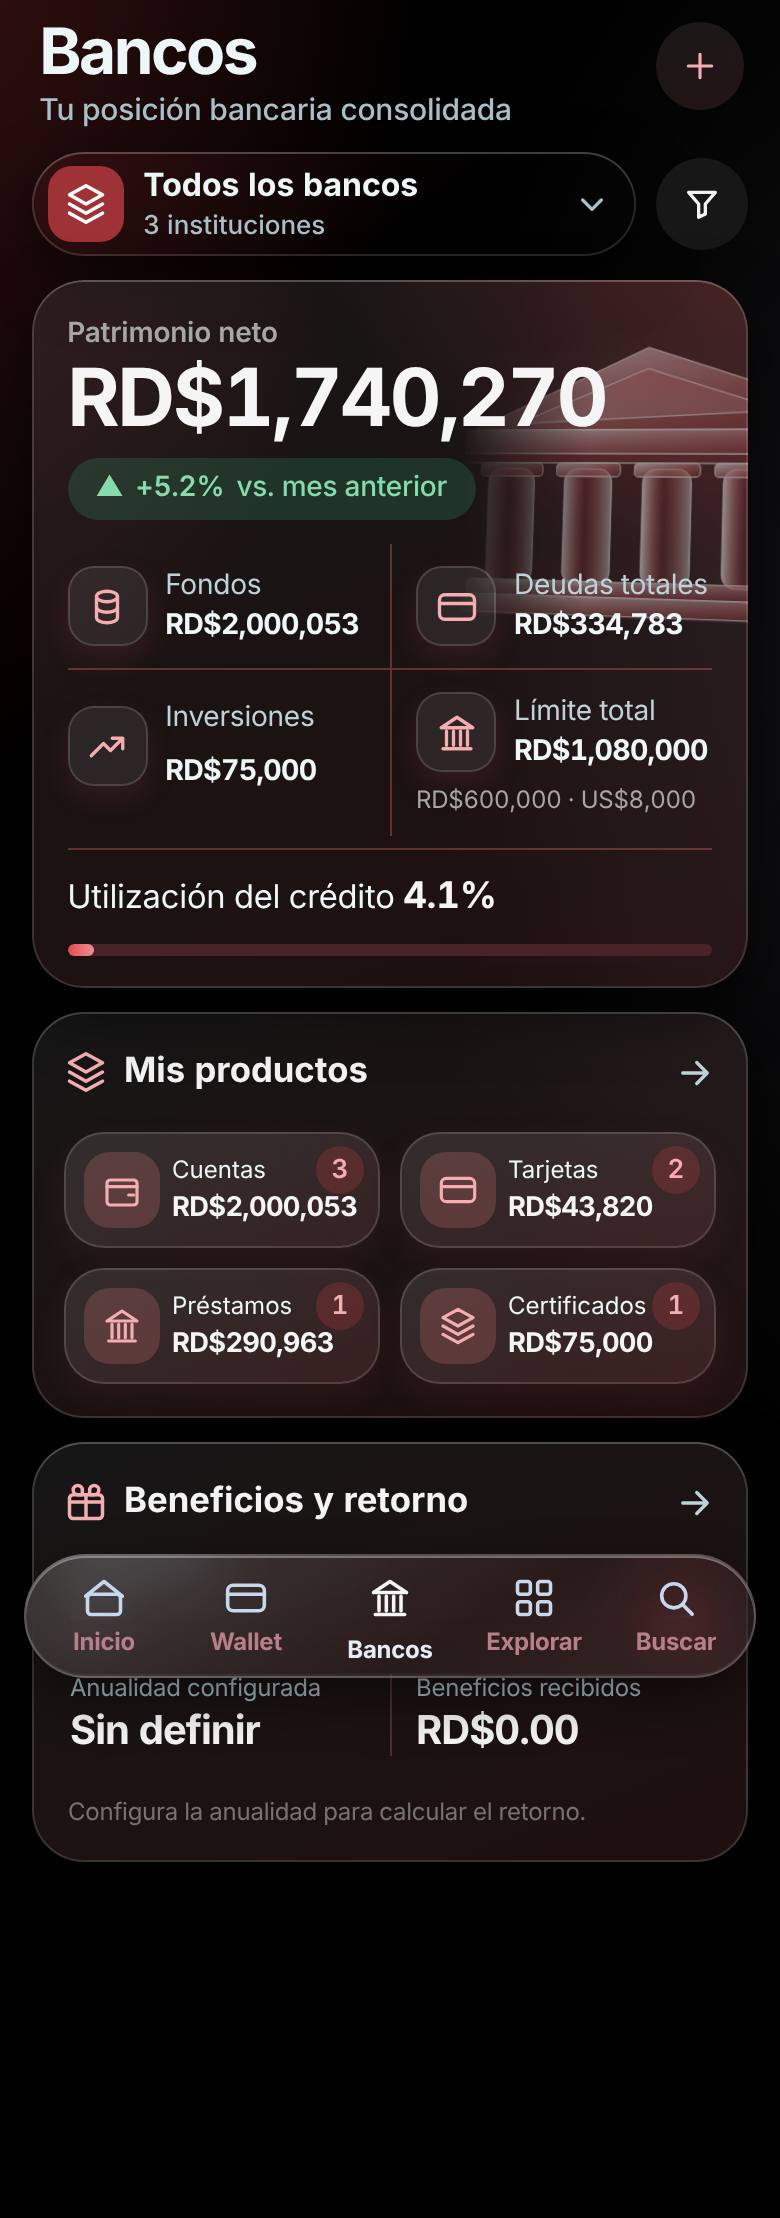 Bancos
Tu posición bancaria consolidada
Todos los bancos
3 instituciones
Patrimonio neto
RD$1,740,270
+5.2% vs. mes anterior
Fondos
RD$2,000,053
Deudas totales
RD$334,783
Inversiones
RD$75,000
Límite total
RD$1,080,000
RD$600,000 · US$8,000
Utilización del crédito 4.1%
Mis productos
Cuentas 3
RD$2,000,053
Tarjetas 2
RD$43,820
Préstamos 1
RD$290,963
Certificados 1
RD$75,000
Beneficios y retorno
Inicio
Wallet
Bancos
Explorar
Buscar
Anualidad configurada
Sin definir
Beneficios recibidos
RD$0.00
Configura la anualidad para calcular el retorno.